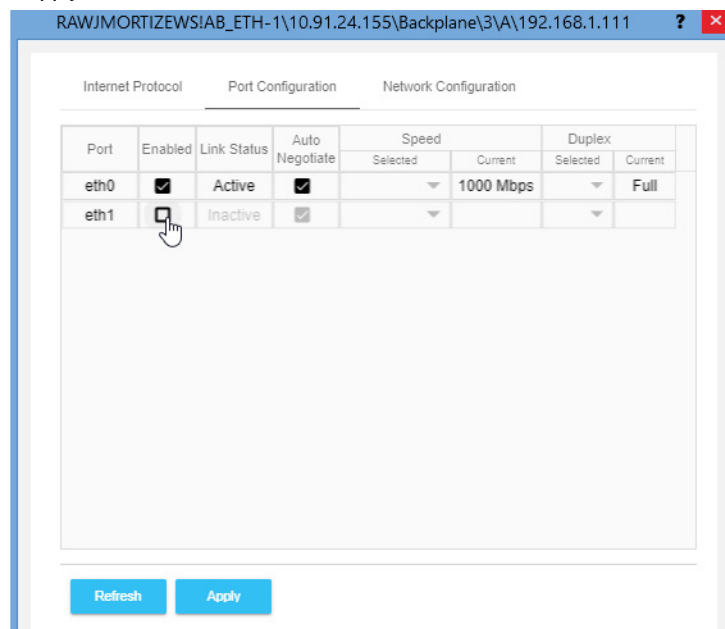 RAWJMORTIZEWS!AB_ETH-1\10.91.24.155\Backplane\3\A\192.168.1.111 ? ×
Internet Protocol Port Configuration Network Configuration
Port Enabled Link Status Auto Negotiate Speed Duplex
Selected Current Selected Current
eth0 Active 1000 Mbps Full
eth1 Inactive
Refresh Apply